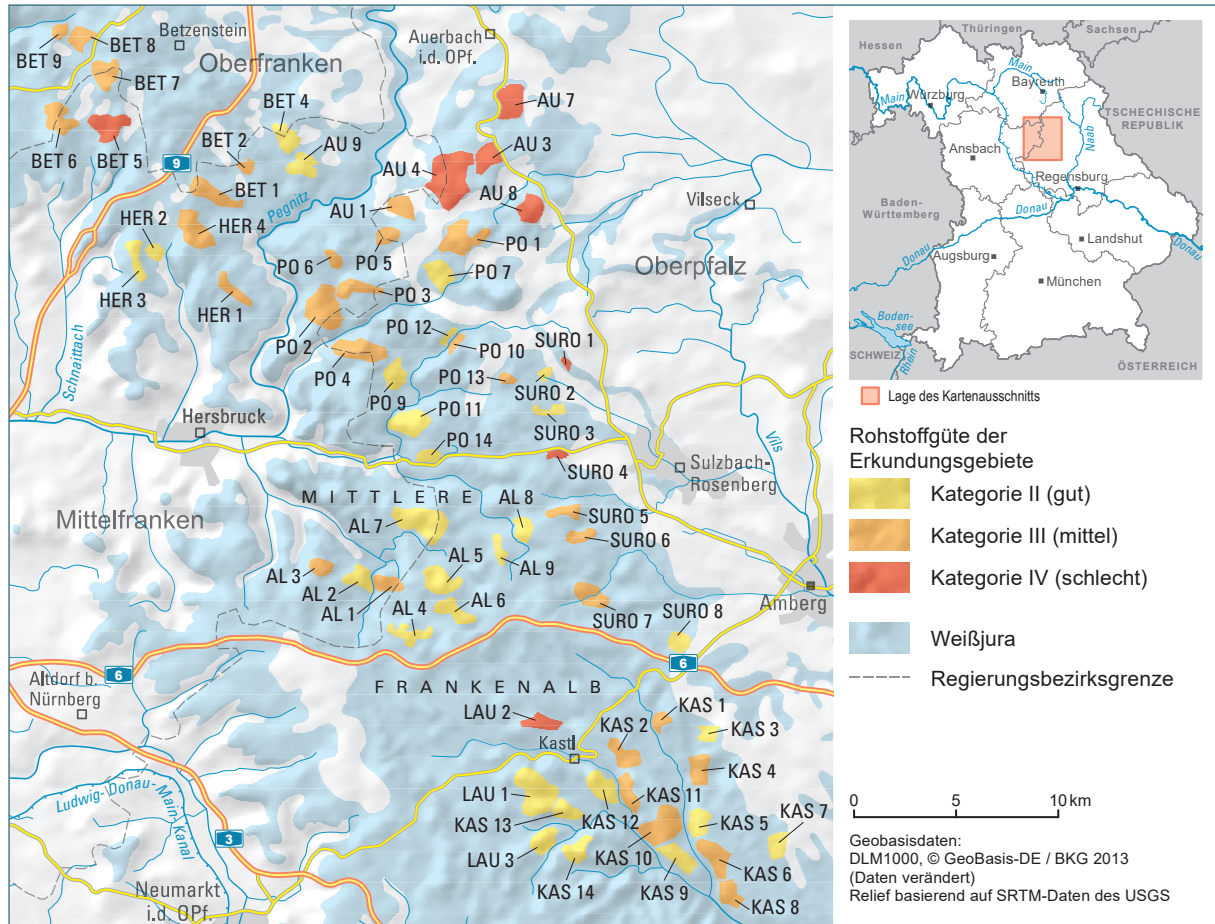 Betzenstein
BET 8
BET 9
BET 7
Oberfranken
Auerbach
i.d. OPf.
BET 4
AU 7
BET 6
BET 5
BET 2
AU 9
AU 3
9
AU 4
BET 1
AU 8
Pegnitz
AU 1
Vilseck
HER 2
HER 4
PO 1
PO 5
PO 6
PO 7
Oberpfalz
HER 3
HER 1
PO 3
PO 2
PO 12
PO 10
SURO 1
Schnaittach
PO 4
PO 13
SURO 2
PO 9
PO 11
SURO 3
Hersbruck
PO 14
Vils
SURO 4
Sulzbach-
Rosenberg
MITTLERE
AL 8
Mittelfranken
AL 7
SURO 5
SURO 6
AL 5
AL 9
AL 3
AL 2
AL 1
AL 4
AL 6
Amberg
SURO 7
SURO 8
6
6
Altdorf b.
Nürnberg
FRANKENALB
LAU 2
KAS 1
KAS 2
KAS 3
Kastl
KAS 4
LAU 1
KAS 11
Ludwig-Donau-Main-Kanal
KAS 13
KAS 12
KAS 5
KAS 7
3
LAU 3
KAS 10
KAS 6
KAS 14
KAS 9
KAS 8
Neumarkt
i.d. OPf.
Hessen
Thüringen
Sachsen
Main
Bayreuth
Main
Würzburg
TSCHECHISCHE
REPUBLIK
Naab
Ansbach
Regensburg
Baden-
Württemberg
Donau
Landshut
Donau
Donau
Augsburg
München
Boden-
see
SCHWEIZ
Rhein
ÖSTERREICH
Lage des Kartenausschnitts
Rohstoffgüte der
Erkundungsgebiete
Kategorie II (gut)
Kategorie III (mittel)
Kategorie IV (schlecht)
Weißjura
Regierungsbezirksgrenze
0 5 10 km
Geobasisdaten:
DLM1000, © GeoBasis-DE / BKG 2013
(Daten verändert)
Relief basierend auf SRTM-Daten des USGS